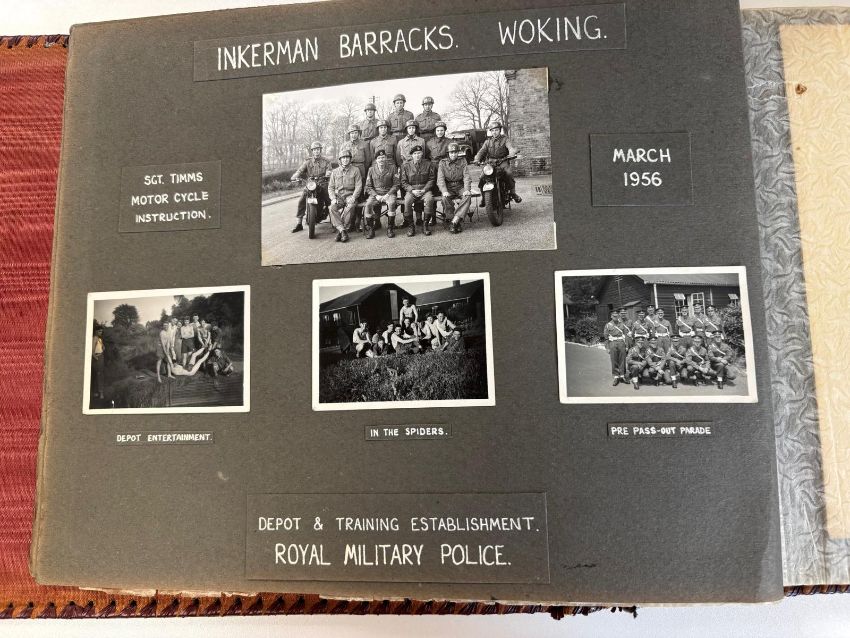 INKERMAN BARRACKS. WOKING.
SGT. TIMMS
MOTOR CYCLE
INSTRUCTION.
MARCH
1956
DEPOT ENTERTAINMENT.
IN THE SPIDERS.
PRE PASS-OUT PARADE
DEPOT & TRAINING ESTABLISHMENT.
ROYAL MILITARY POLICE.